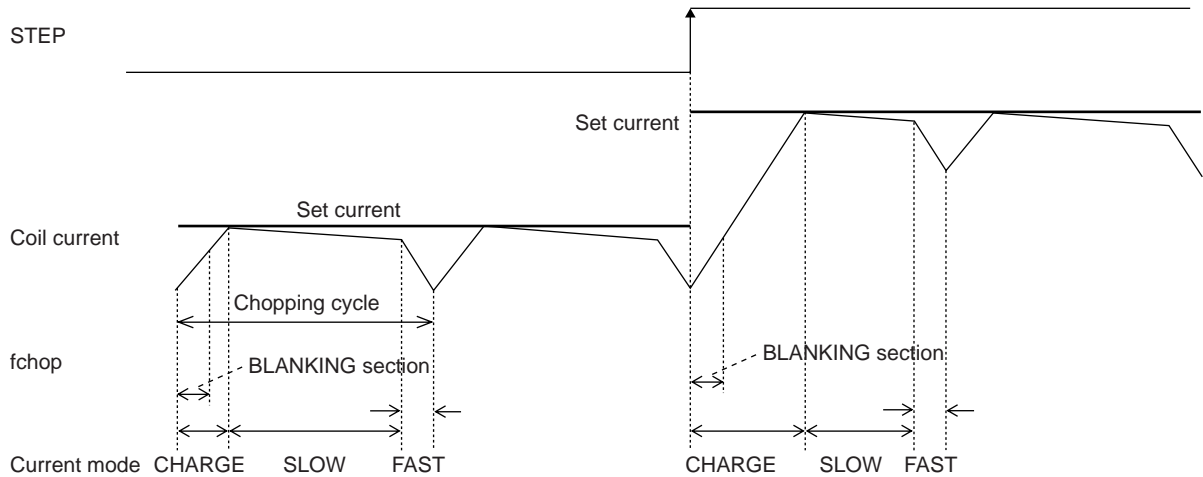 STEP
Set current
Set current
Coil current
Chopping cycle
fchop
BLANKING section
BLANKING section
Current mode CHARGE SLOW FAST CHARGE SLOW FAST